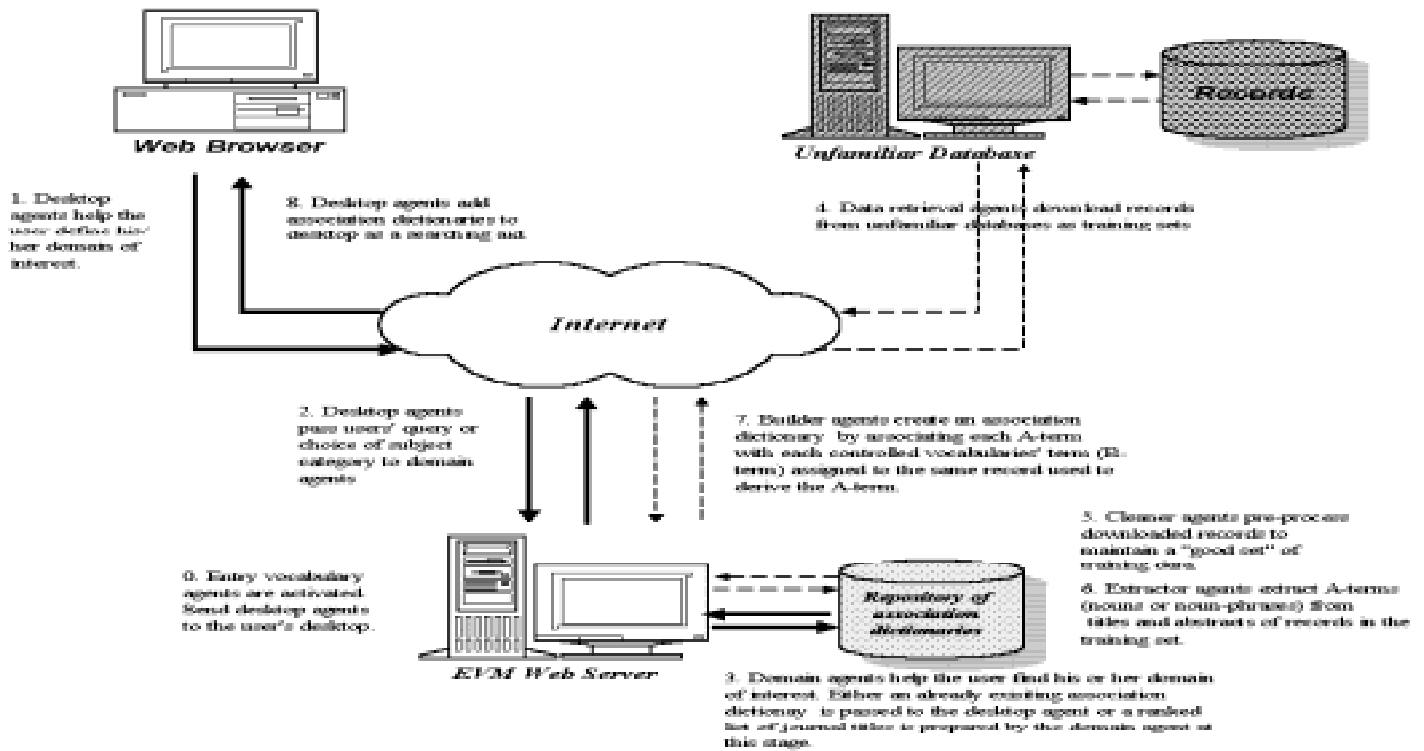 Web Browser
Records
Unfamiliar Database
1. Desktop
agents help the
user define his/
her domain of
interest.
8. Desktop agents add
association dictionaries to
desktop as a searching aid.
4. Data retrieval agents download records
from unfamiliar databases as training sets
Internet
2. Desktop agents
pass users' query or
choice of subject
category to domain
agents
7. Builder agents create an association
dictionary by associating each A-term
with each controlled vocabularies' term (B-
term) assigned to the same record used to
derive the A-term.
5. Cleaner agents pre-process
downloaded records to
maintain a "good set" of
training
6. Extractor agents extract A-terms
(nouns or noun-phrases) from
titles and abstracts of records in the
training set.
0. Entry vocabulary
agents are activated.
Send desktop agents
to the user's desktop.
Repository of
association
dictionaries
EVM Web Server
3. Domain agents help the user find his or her domain
of interest. Either an already exisiting association
dictionay is passed to the desktop agent or a ranked
list of journal titles is prepared by the domain agent at
this stage.